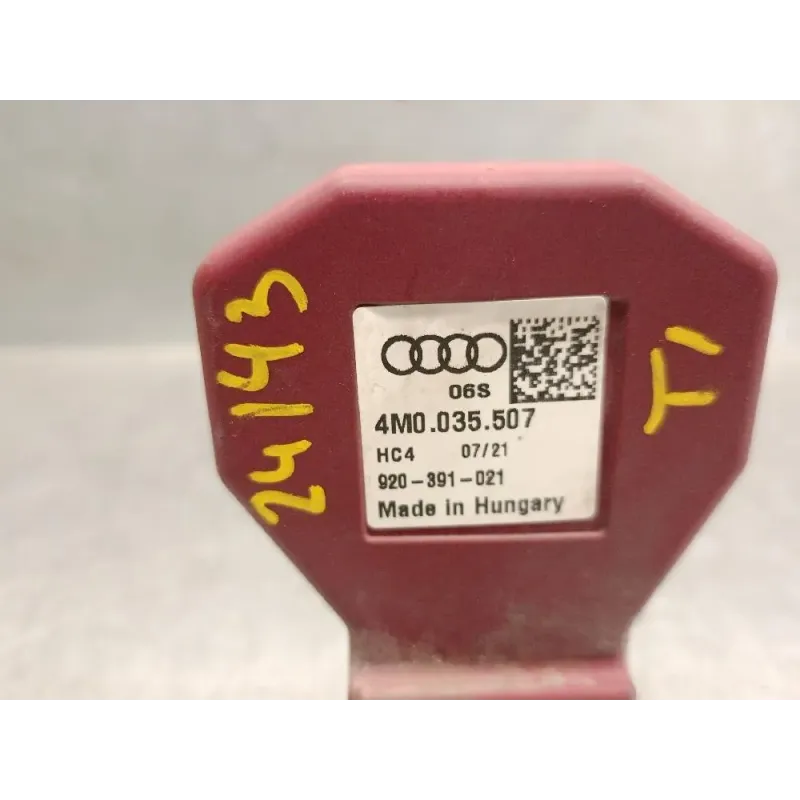 24143
06S
4M0.035.507
HC4 07/21
920-391-021
Made in Hungary
T1